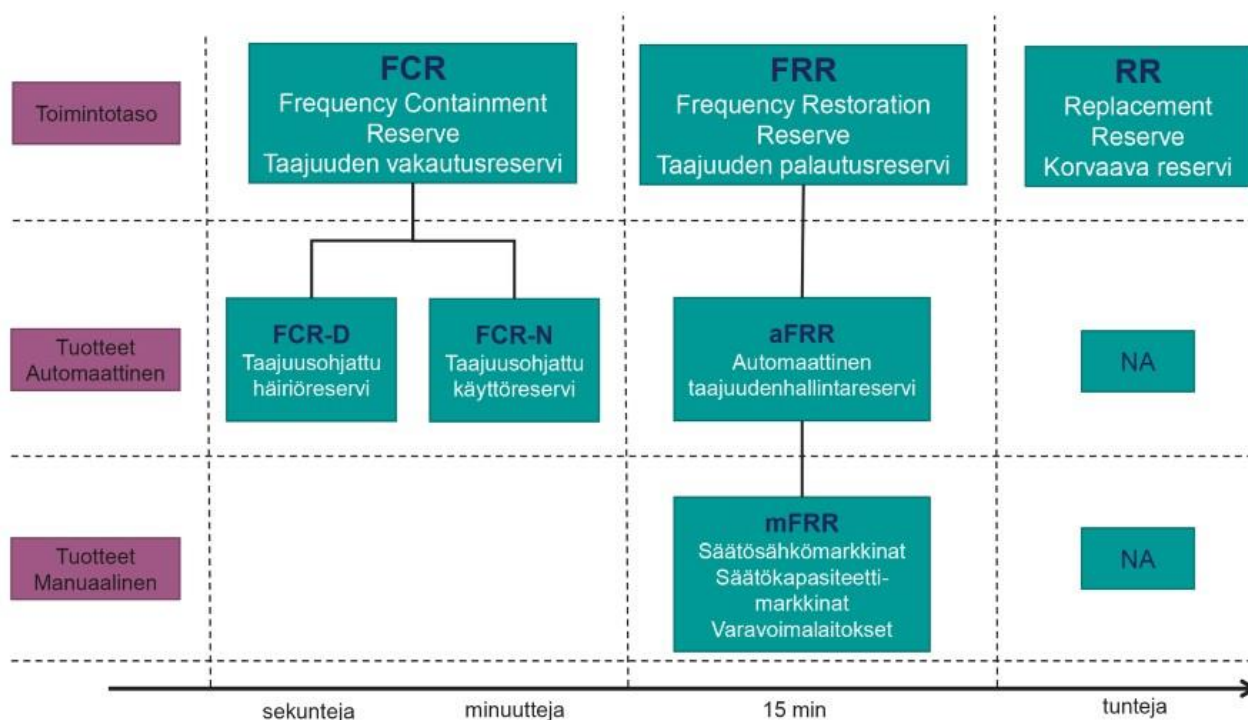 Toimintotaso
FCR
Frequency Containment
Reserve
Taajuuden vakautusreservi
FRR
Frequency Restoration
Reserve
Taajuuden palautusreservi
RR
Replacement
Reserve
Korvaava reservi
Tuotteet
Automaattinen
FCR-D
Taajuusohjattu
häiriöreservi
FCR-N
Taajuusohjattu
käyttöreservi
aFRR
Automaattinen
taajuudenhallintareservi
NA
Tuotteet
Manuaalinen
mFRR
Säätösähkömarkkinat
Säätökapasiteetti-
markkinat
Varavoimalaitokset
NA
sekunteja
minuutteja
15 min
tunteja